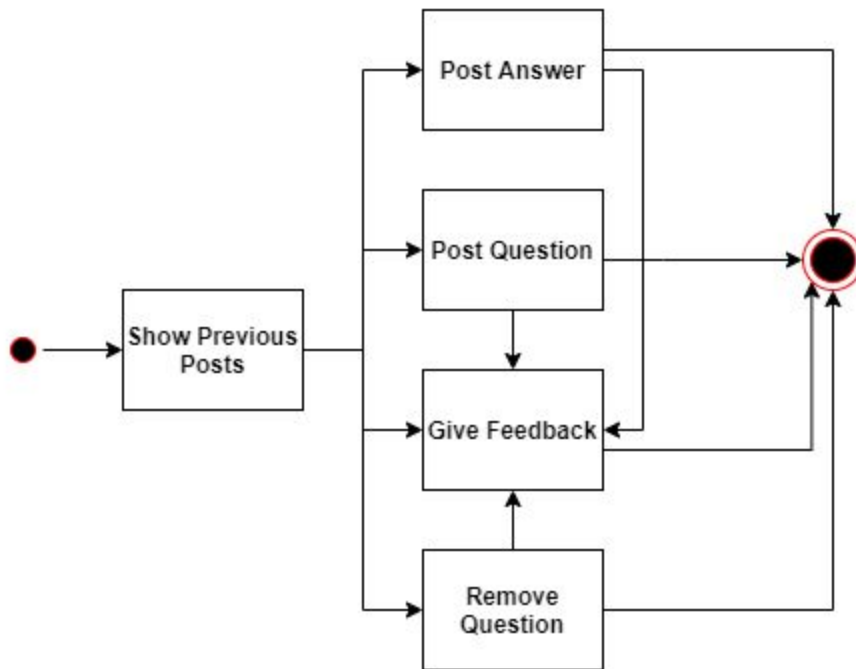 Post Answer
Post Question
Show Previous
Posts
Give Feedback
Remove
Question